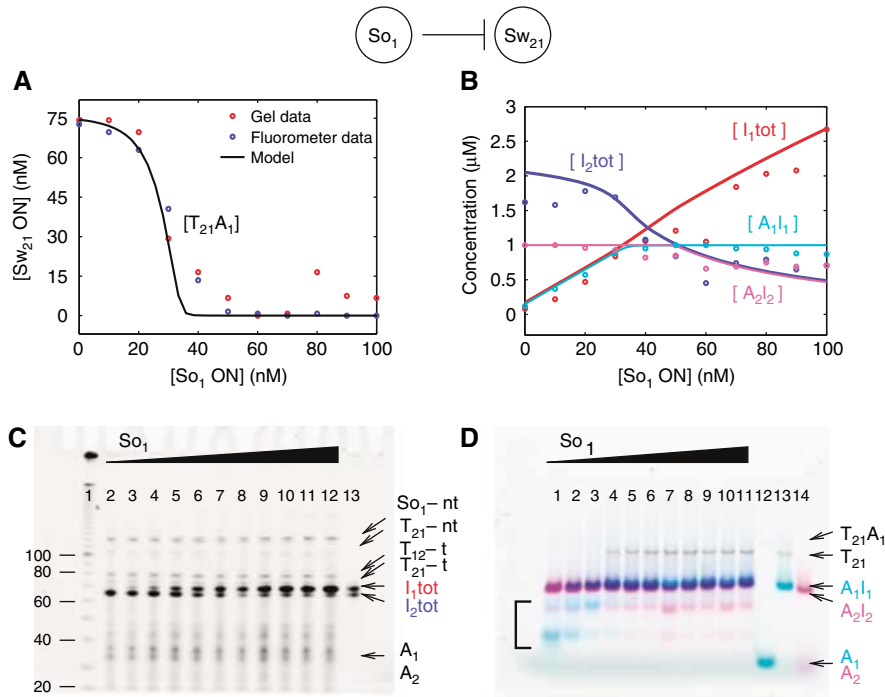 So₁ Sw₂₁
A
[Sw₂₁ ON] (nM)
75
60
45
30
15
0
Gel data
Fluorometer data
Model
[T₂₁A₁]
0 20 40 60 80 100
[So₁ ON] (nM)
B
Concentration (μM)
3
2.5
2
1.5
1
0.5
0
[ I₁tot ]
[ I₂tot ]
[ A₁I₁ ]
[ A₂I₂ ]
0 20 40 60 80 100
[So₁ ON] (nM)
C
So₁
1 2 3 4 5 6 7 8 9 10 11 12 13
100
80
60
40
20
So₁– nt
T₂₁– nt
T₁₂– t
T₂₁– t
I₁tot
I₂tot
A₁
A₂
D
So₁
1 2 3 4 5 6 7 8 9 10 11 12 13 14
T₂₁A₁
T₂₁
A₁I₁
A₂I₂
A₁
A₂